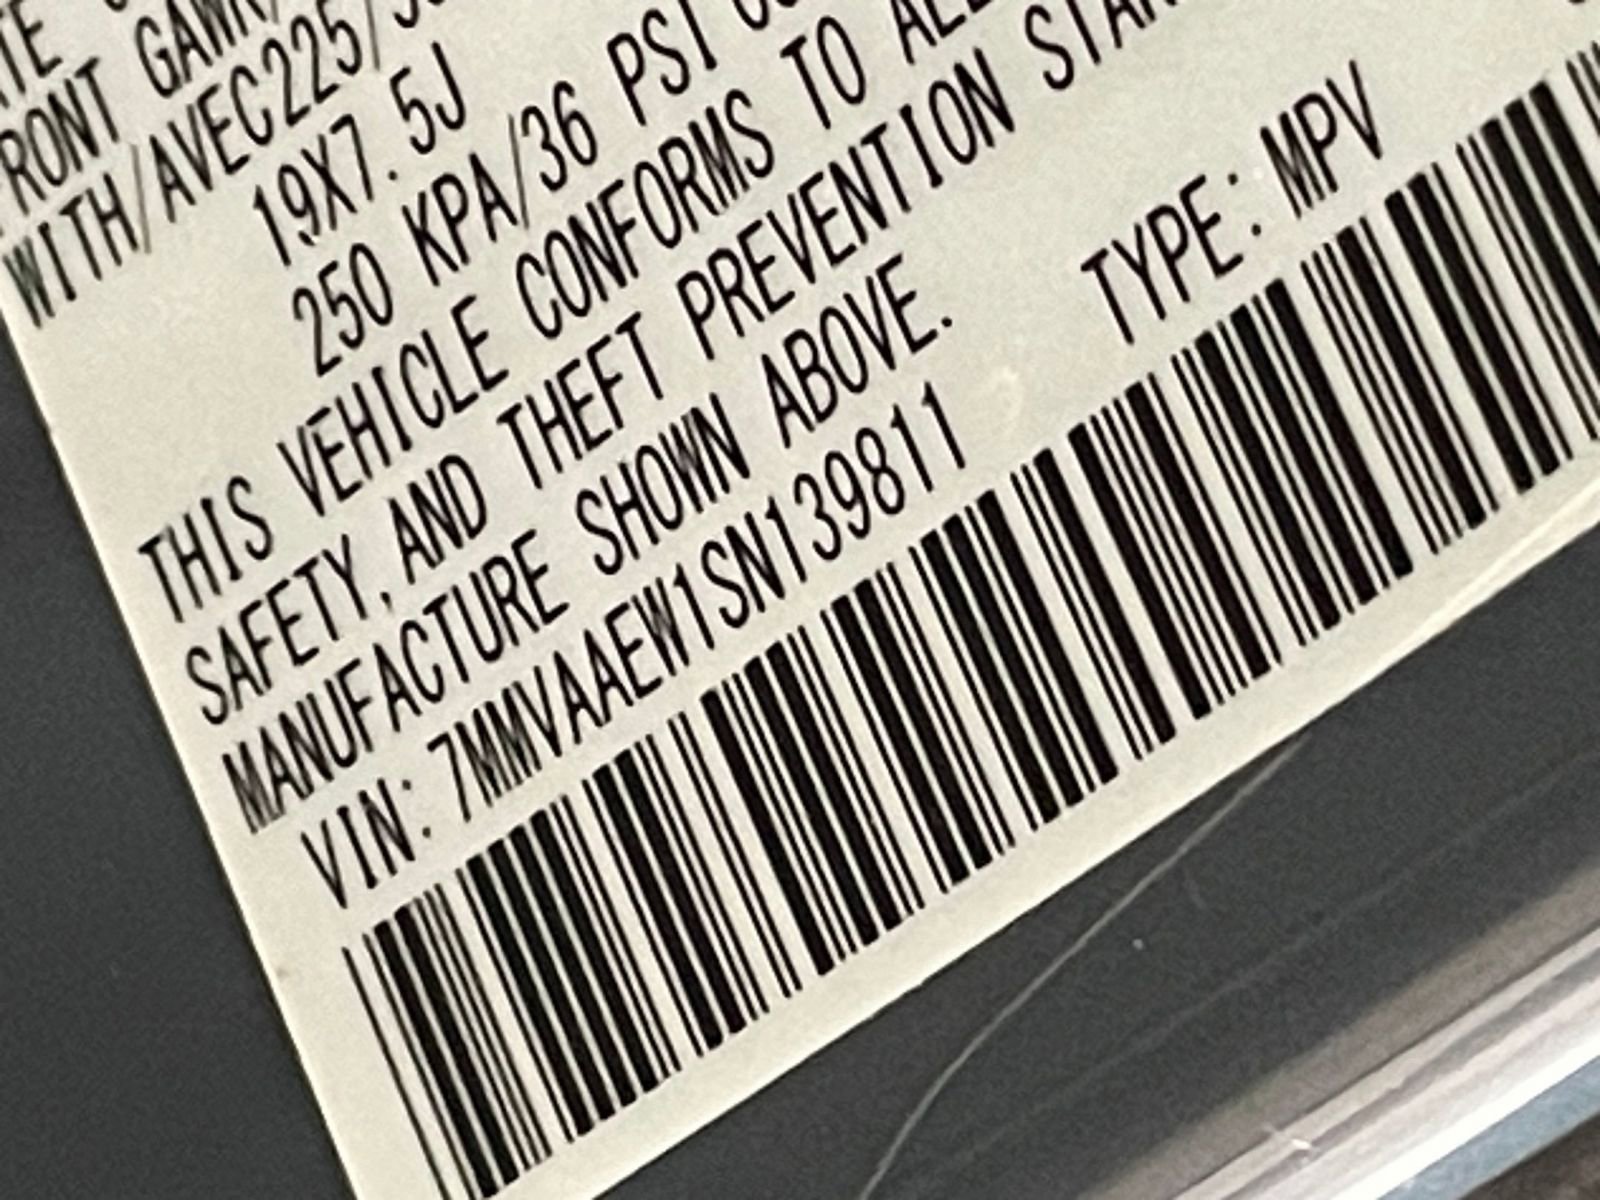 FRONT
WITH/AVEC225/
19X7.5J
250 KPA/36 PSI
THIS VEHICLE CONFORMS TO ALL
SAFETY, AND THEFT PREVENTION
MANUFACTURE SHOWN ABOVE.
VIN: 7MMVAAEW1SN139811 TYPE: MPV